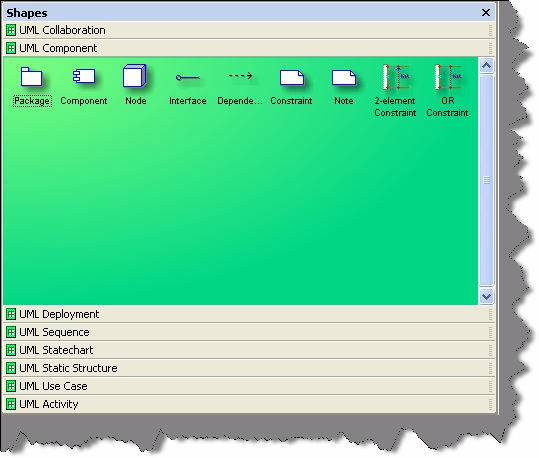 Shapes
UML Collaboration
UML Component
Package Component Node Interface Depende... Constraint Note 2-element OR
Constraint Constraint
UML Deployment
UML Sequence
UML Statechart
UML Static Structure
UML Use Case
UML Activity